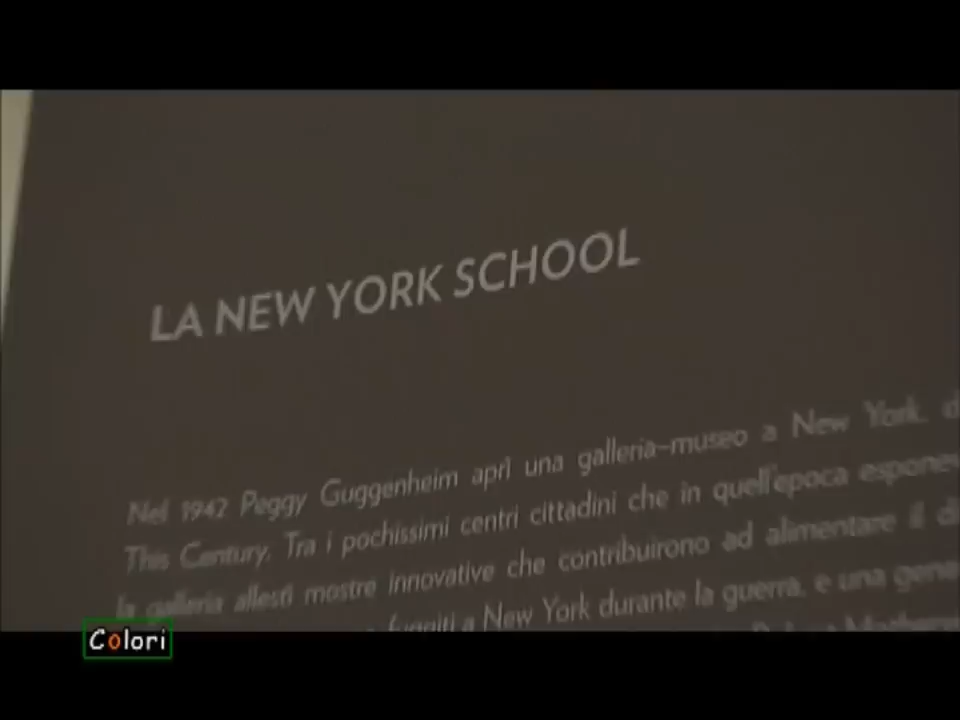 LA NEW YORK SCHOOL
Nel 1942 Peggy Guggenheim aprì una galleria-museo a New York,
This Century. Tra i pochissimi centri cittadini che in quell'epoca
la galleria allestì mostre innovative che contribuirono ad alimentare il
fuggiti a New York durante la guerra, e una
Colori